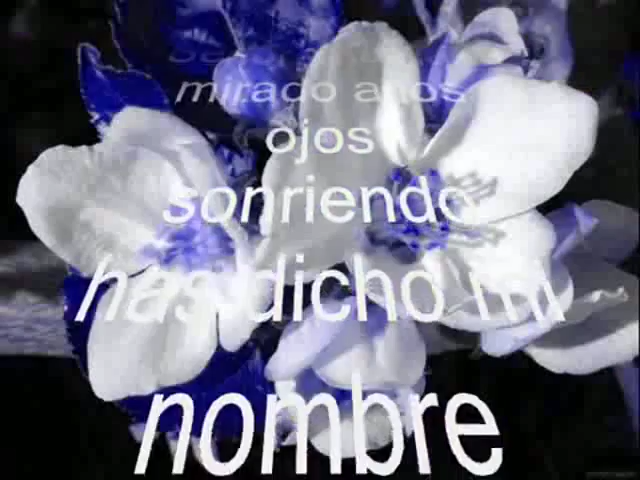 mirado a los
ojos
sonriendo
has dicho mi
nombre